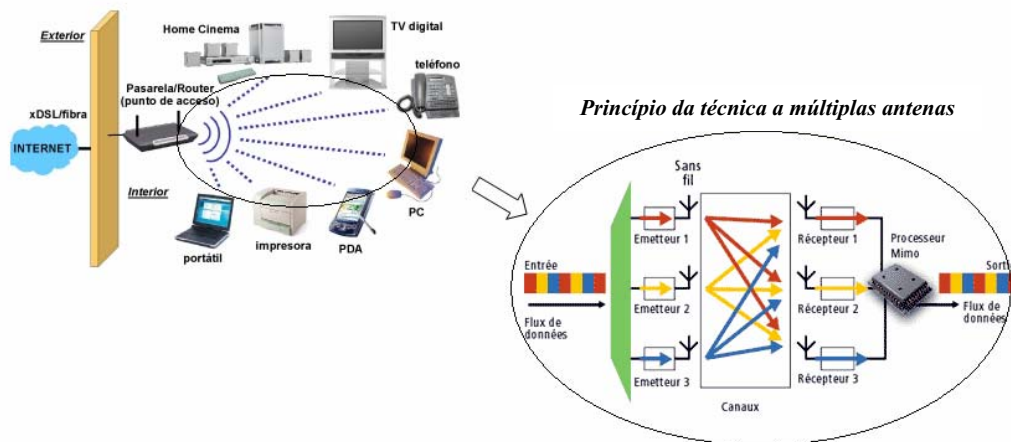 Exterior
Home Cinema
TV digital
teléfono
Pasarela/Router
(punto de acceso)
xDSL/fibra
INTERNET
Interior
PC
portátil
impresora
PDA
Princípio da técnica a múltiplas antenas
Sans
fil
Emetteur 1
Récepteur 1
Processeur
Mimo
Entrée
Sorti
Flux de
données
Emetteur 2
Récepteur 2
Flux de
données
Emetteur 3
Récepteur 3
Canaux